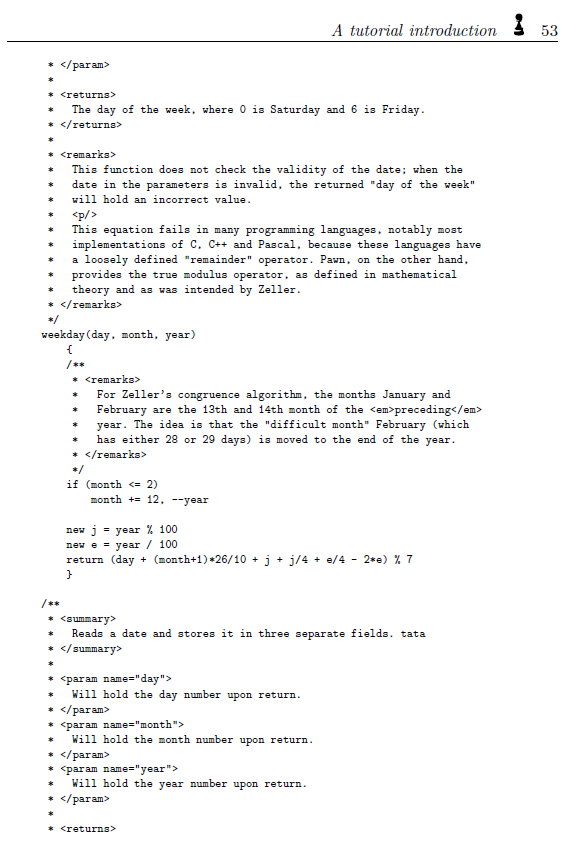 A tutorial introduction 53
* </param>
*
* <returns>
*   The day of the week, where 0 is Saturday and 6 is Friday.
* </returns>
*
* <remarks>
*   This function does not check the validity of the date; when the
*   date in the parameters is invalid, the returned "day of the week"
*   will hold an incorrect value.
*   <p/>
*   This equation fails in many programming languages, notably most
*   implementations of C, C++ and Pascal, because these languages have
*   a loosely defined "remainder" operator. Pawn, on the other hand,
*   provides the true modulus operator, as defined in mathematical
*   theory and as was intended by Zeller.
* </remarks>
*/
weekday(day, month, year)
    {
    /**
     * <remarks>
     *   For Zeller's congruence algorithm, the months January and
     *   February are the 13th and 14th month of the <em>preceding</em>
     *   year. The idea is that the "difficult month" February (which
     *   has either 28 or 29 days) is moved to the end of the year.
     * </remarks>
     */
    if (month <= 2)
        month += 12, --year
    new j = year % 100
    new e = year / 100
    return (day + (month+1)*26/10 + j + j/4 + e/4 - 2*e) % 7
    }
/**
 * <summary>
 *   Reads a date and stores it in three separate fields. tata
 * </summary>
 *
 * <param name="day">
 *   Will hold the day number upon return.
 * </param>
 * <param name="month">
 *   Will hold the month number upon return.
 * </param>
 * <param name="year">
 *   Will hold the year number upon return.
 * </param>
 *
 * <returns>